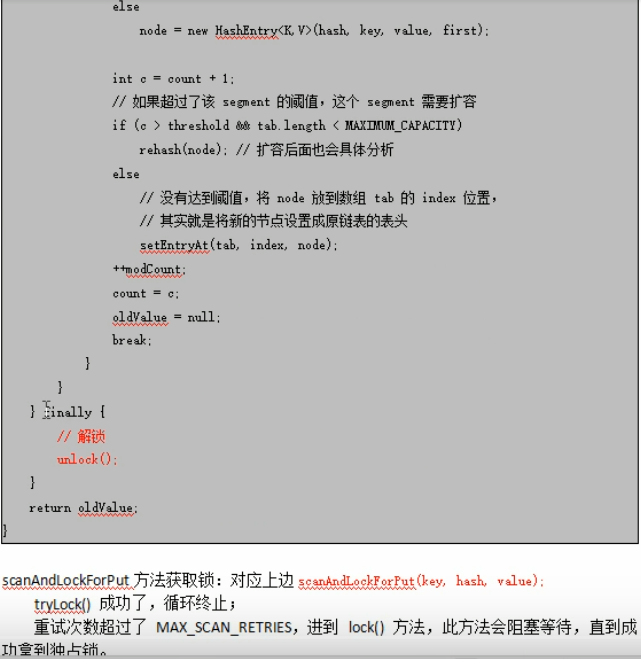 else
node = new HashEntry<K,V>(hash, key, value, first);
int c = count + 1;
// 如果超过了该 segment 的阈值，这个 segment 需要扩容
if (c > threshold && tab.length < MAXIMUM_CAPACITY)
rehash(node); // 扩容后面也会具体分析
else
// 没有达到阈值，将 node 放到数组 tab 的 index 位置，
// 其实就是将新的节点设置成原链表的表头
setEntryAt(tab, index, node);
++modCount;
count = c;
oldValue = null;
break;
}
}
} finally {
// 解锁
unlock();
}
return oldValue;
}
scanAndLockForPut 方法获取锁：对应上边 scanAndLockForPut(key, hash, value);
tryLock() 成功了，循环终止；
重试次数超过了 MAX_SCAN_RETRIES，进到 lock() 方法，此方法会阻塞等待，直到成
功拿到独占锁。